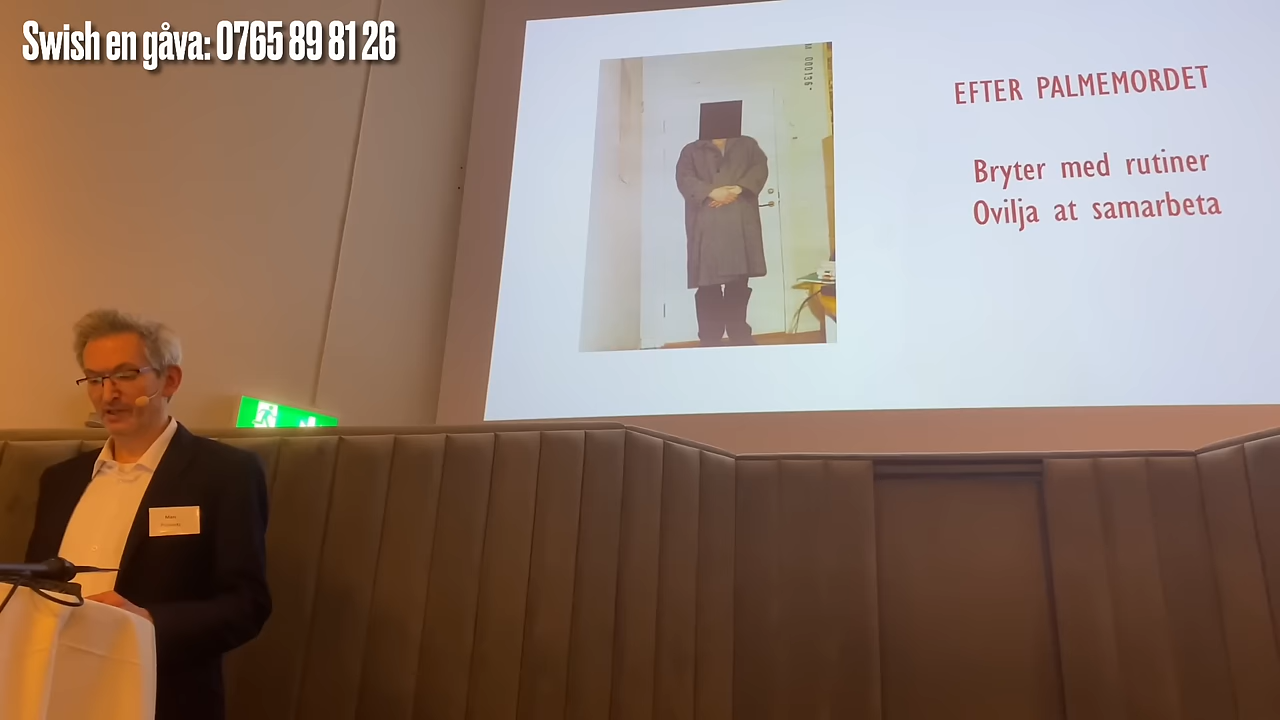 Swish en gåva: 0765 89 81 26
EFTER PALMEMORDET
Bryter med rutiner
Ovilja at samarbeta